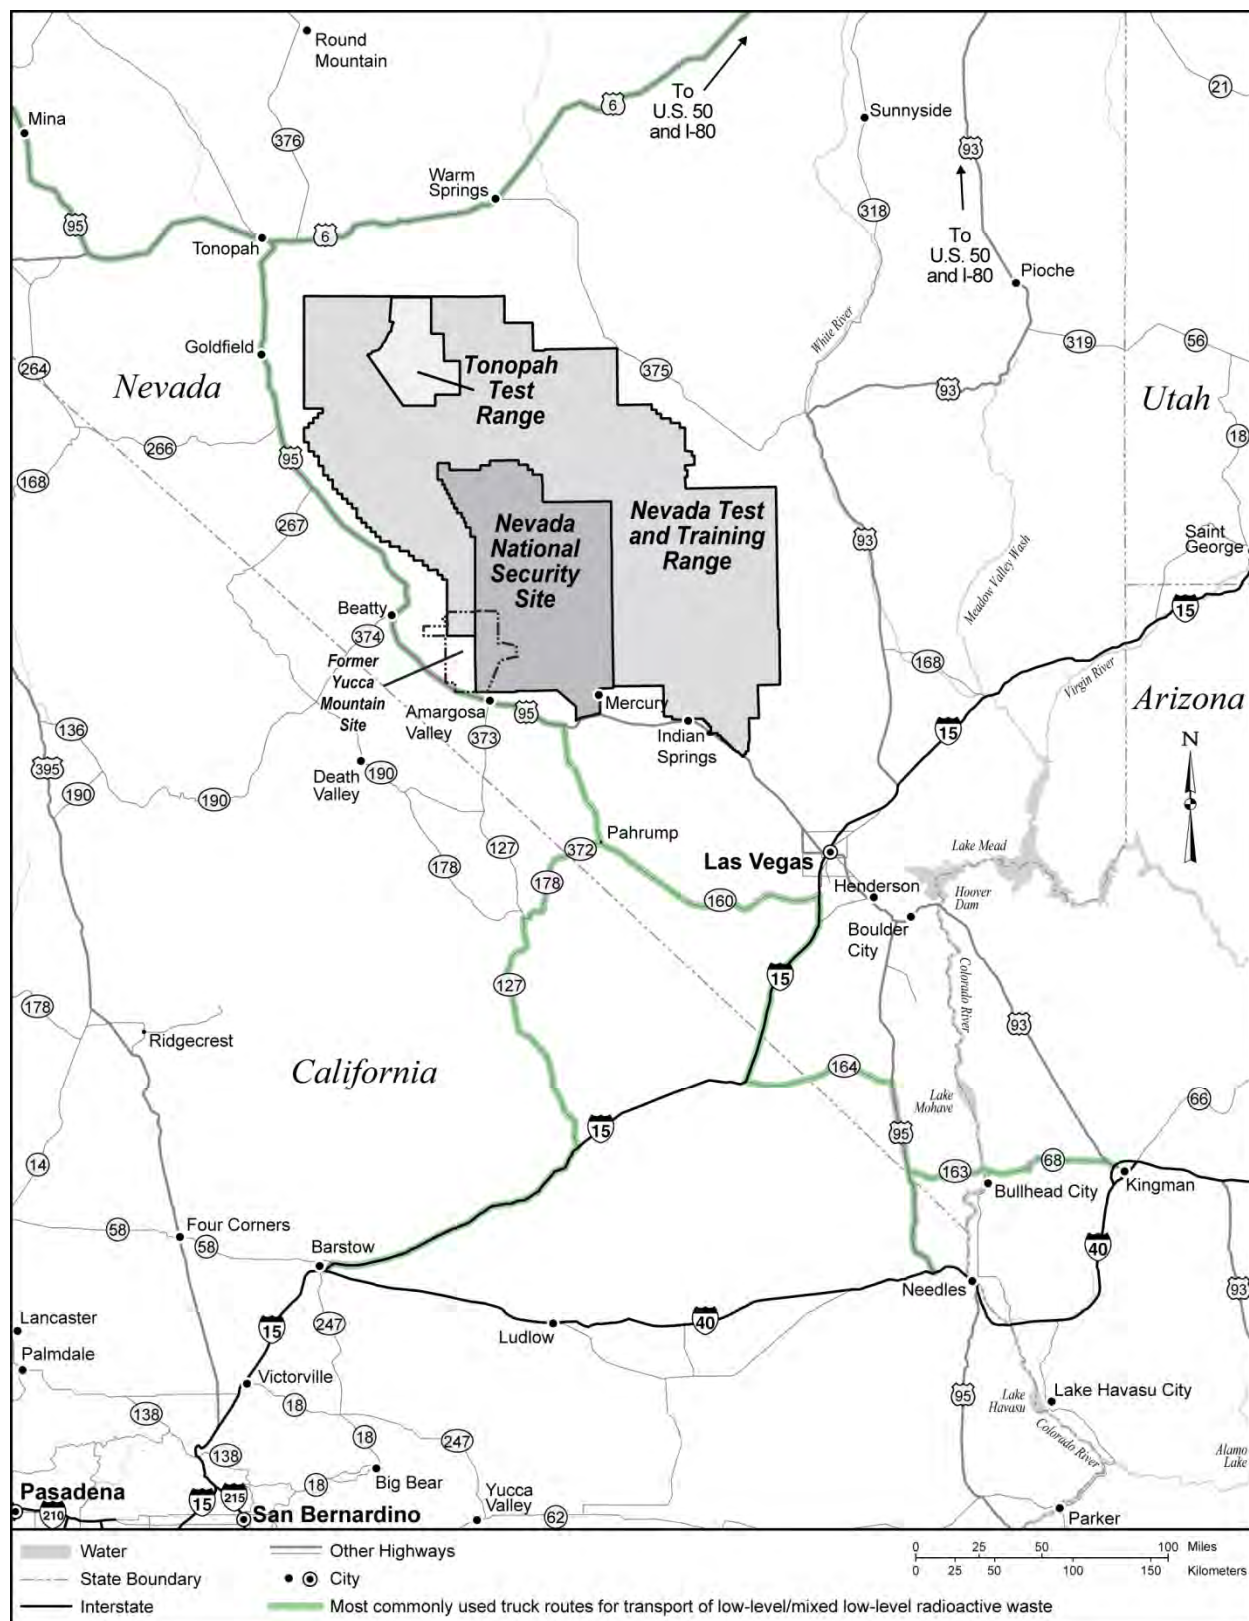 Round
Mountain
To
U.S. 50
and I-80
6
Sunnyside
21
Mina
376
93
Warm
Springs
318
95
Tonopah
6
To
U.S. 50
and I-80
Pioche
White River
319
56
Goldfield
264
Nevada
Tonopah
Test
Range
375
93
Utah
18
266
95
168
267
Nevada
National
Security
Site
Nevada Test
and Training
Range
93
Meadow Valley Wash
Saint
George
15
Beatty
374
Former
Yucca
Mountain
Site
168
Virgin River
Amargosa
Valley
95
Mercury
Indian
Springs
Arizona
15
N
136
395
373
Death
Valley
190
190
190
Pahrump
372
127
178
178
Las Vegas
Lake Mead
Henderson
Hoover
Dam
160
Boulder
City
15
Colorado River
127
178
Ridgecrest
93
California
164
Lake
Mohave
66
15
95
14
163
68
Bullhead City
Kingman
58
Four Corners
58
Barstow
40
Needles
93
Lancaster
15
247
Ludlow
40
Palmdale
Victorville
18
95
Lake
Havasu
Lake Havasu City
138
18
247
Colorado River
138
18
Big Bear
Alamo
Lake
Pasadena
210
15
215
San Bernardino
Yucca
Valley
62
Parker
Water
Other Highways
0 25 50 100 Miles
State Boundary
City
0 25 50 100 150 Kilometers
Interstate
Most commonly used truck routes for transport of low-level/mixed low-level radioactive waste